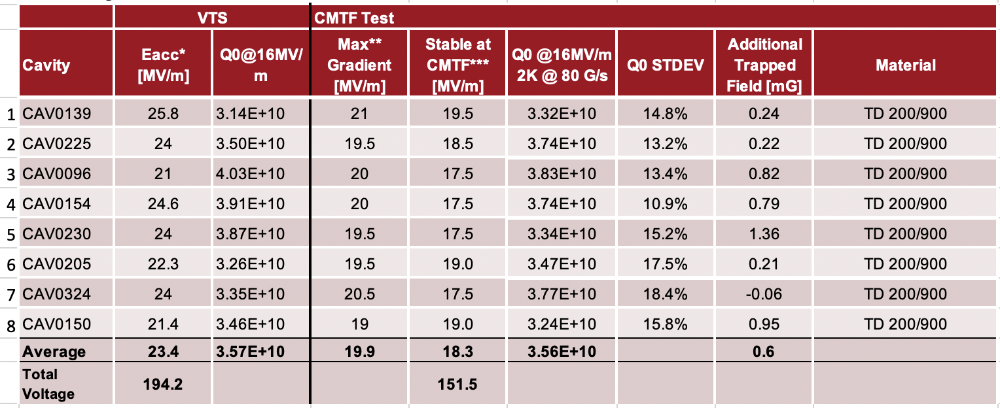 VTS CMTF Test
Cavity Eacc* [MV/m] Q0@16MV/m Max** Gradient [MV/m] Stable at CMTF*** [MV/m] Q0 @16MV/m 2K @ 80 G/s Q0 STDEV Additional Trapped Field [mG] Material
1 CAV0139 25.8 3.14E+10 21 19.5 3.32E+10 14.8% 0.24 TD 200/900
2 CAV0225 24 3.50E+10 19.5 18.5 3.74E+10 13.2% 0.22 TD 200/900
3 CAV0096 21 4.03E+10 20 17.5 3.83E+10 13.4% 0.82 TD 200/900
4 CAV0154 24.6 3.91E+10 20 17.5 3.74E+10 10.9% 0.79 TD 200/900
5 CAV0230 24 3.87E+10 19.5 17.5 3.34E+10 15.2% 1.36 TD 200/900
6 CAV0205 22.3 3.26E+10 19.5 19.0 3.47E+10 17.5% 0.21 TD 200/900
7 CAV0324 24 3.35E+10 20.5 17.5 3.77E+10 18.4% -0.06 TD 200/900
8 CAV0150 21.4 3.46E+10 19 19.0 3.24E+10 15.8% 0.95 TD 200/900
Average 23.4 3.57E+10 19.9 18.3 3.56E+10 0.6
Total Voltage 194.2 151.5